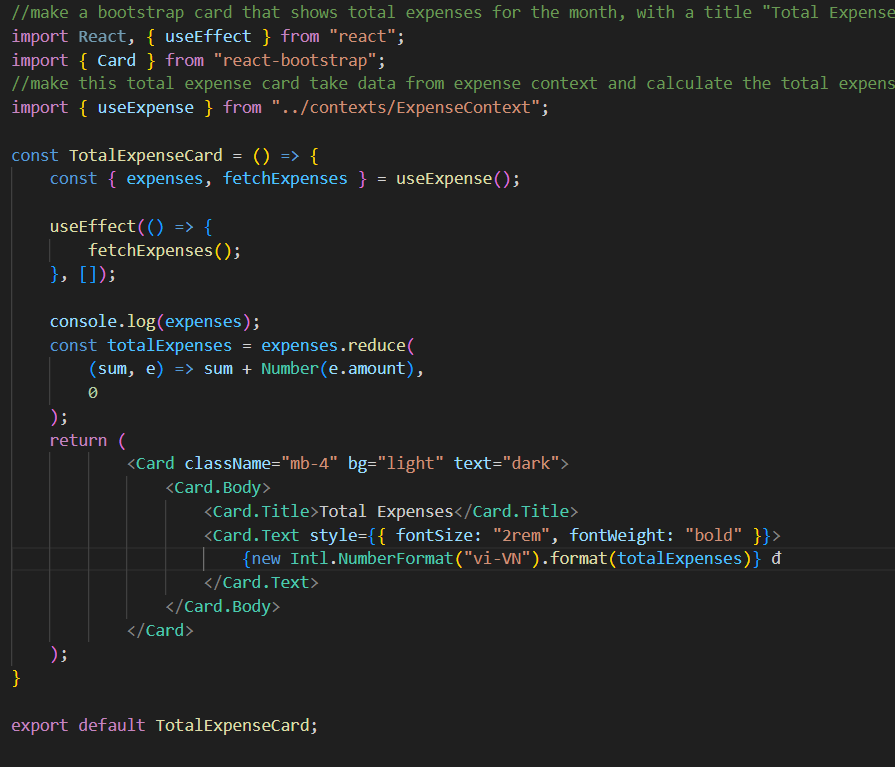 //make a bootstrap card that shows total expenses for the month, with a title "Total Expense
import React, { useEffect } from "react";
import { Card } from "react-bootstrap";
//make this total expense card take data from expense context and calculate the total expens
import { useExpense } from "../contexts/ExpenseContext";
const TotalExpenseCard = () => {
const { expenses, fetchExpenses } = useExpense();
useEffect(() => {
fetchExpenses();
}, []);
console.log(expenses);
const totalExpenses = expenses.reduce(
(sum, e) => sum + Number(e.amount),
0
);
return (
<Card className="mb-4" bg="light" text="dark">
<Card.Body>
<Card.Title>Total Expenses</Card.Title>
<Card.Text style={{ fontSize: "2rem", fontWeight: "bold" }}>
{new Intl.NumberFormat("vi-VN").format(totalExpenses)} đ
</Card.Text>
</Card.Body>
</Card>
);
}
export default TotalExpenseCard;